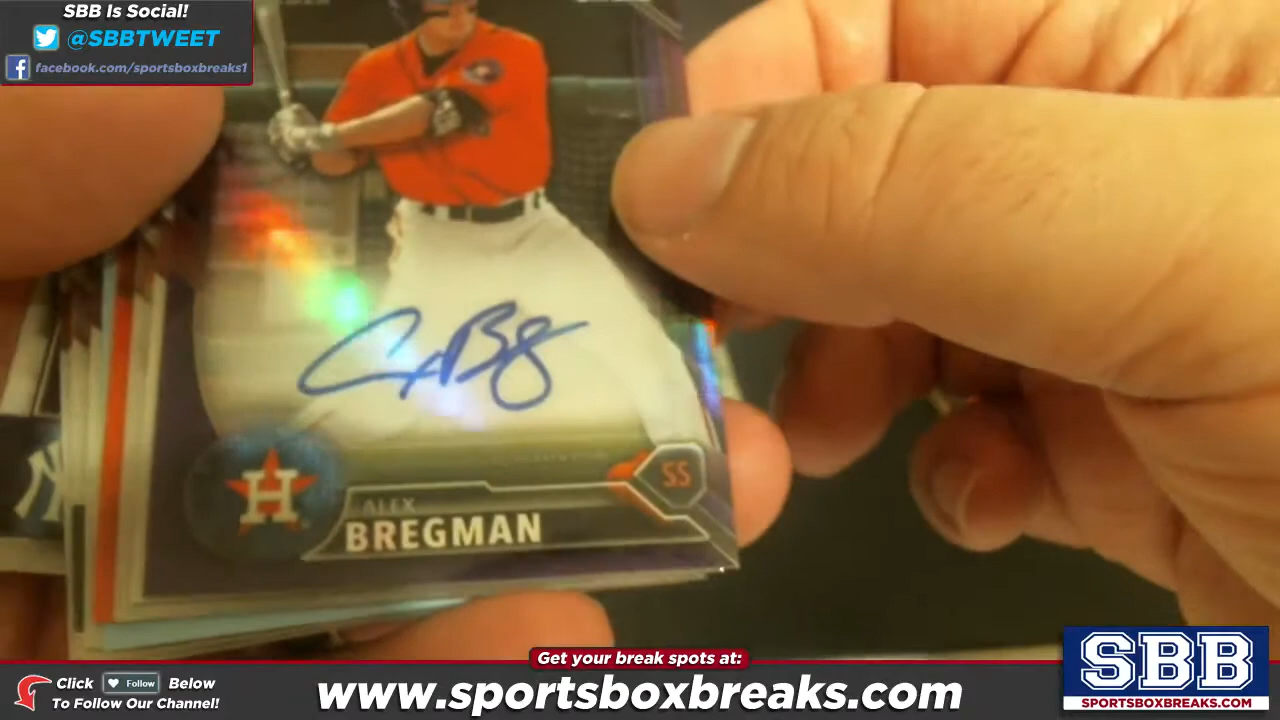 SBB Is Social!
@SBBTWEET
facebook.com/sportsboxbreaks1
SS
ALEX
BREGMAN
Get your break spots at:
Click Follow Below
To Follow Our Channel!
www.sportsboxbreaks.com
SBB
SPORTSBOXBREAKS.COM